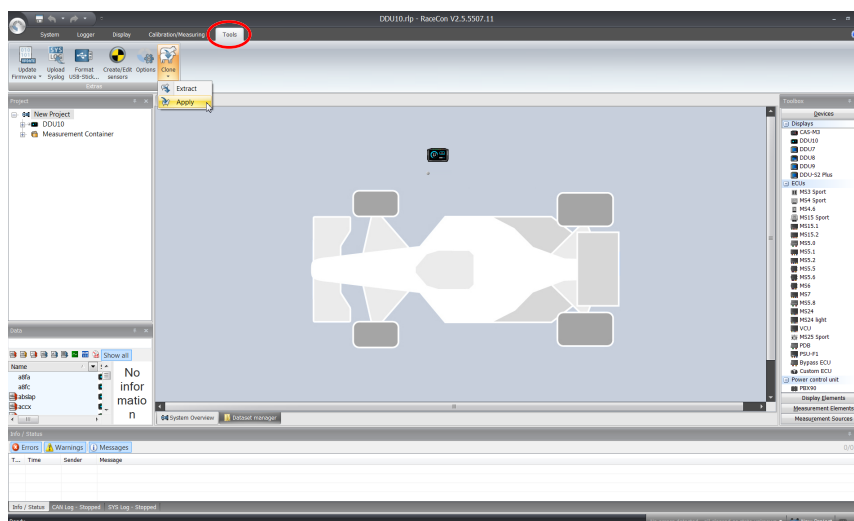 DDU10.rlp - RaceCon V2.5.5507.11
System Logger Display Calibration/Measuring Tools
Update Firmware
Upload Syslog
Format USB-Stick...
Create/Edit sensors
Options
Clone
Extras
Extract
Apply
Project
New Project
DDU10
Measurement Container
Data
Show all
Name
a8fa
a8fc
abslap
accx
No
infor
matio
n
System Overview Dataset manager
Toolbox
Devices
Displays
CAS-M3
DDU10
DDU7
DDU8
DDU9
DDU-S2 Plus
ECUs
MS3 Sport
MS4 Sport
MS4.6
MS15 Sport
MS15.1
MS15.2
MS5.0
MS5.1
MS5.2
MS5.5
MS5.6
MS6
MS7
MS5.8
MS24
MS24 light
VCU
MS25 Sport
PDB
PSU-F1
Bypass ECU
Custom ECU
Power control unit
PBX90
Display Elements
Measurement Elements
Measurement Sources
Info / Status
Errors Warnings Messages
0/0
T... Time Sender Message
Info / Status CAN Log - Stopped SYS Log - Stopped
Ready